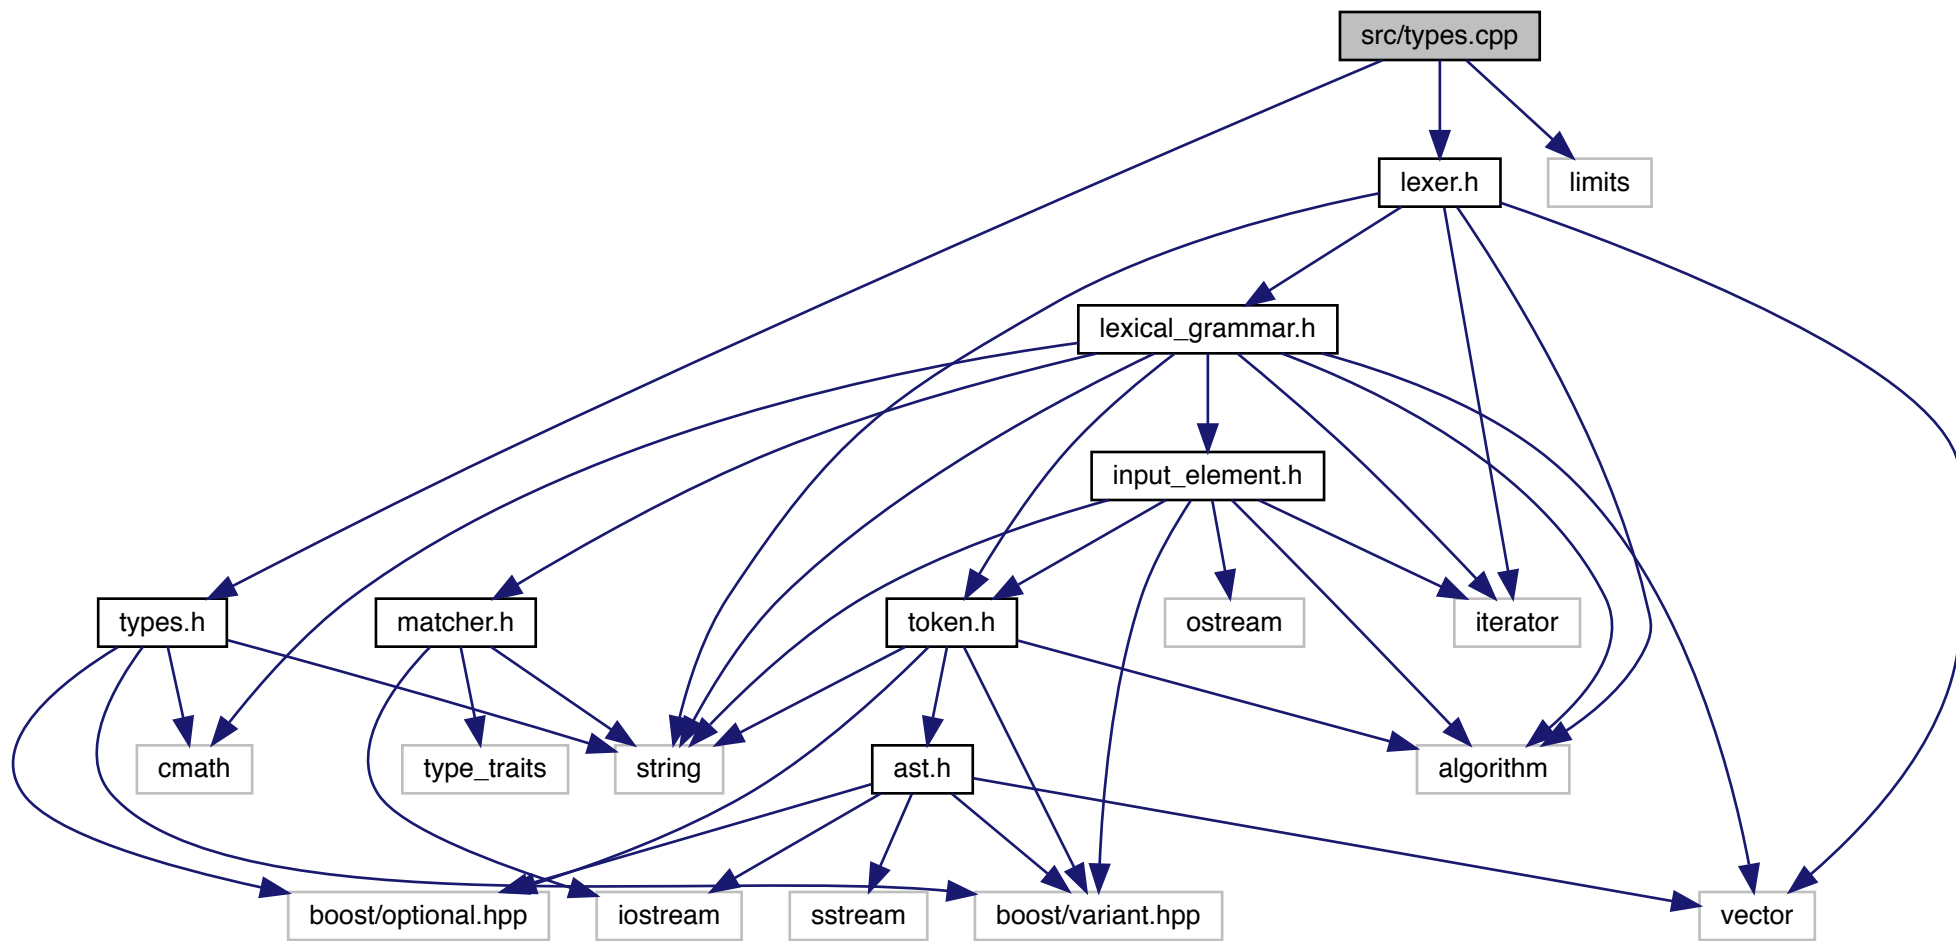 src/types.cpp
lexer.h
limits
lexical_grammar.h
input_element.h
types.h
matcher.h
token.h
ostream
iterator
cmath
type_traits
string
ast.h
algorithm
boost/optional.hpp
iostream
sstream
boost/variant.hpp
vector